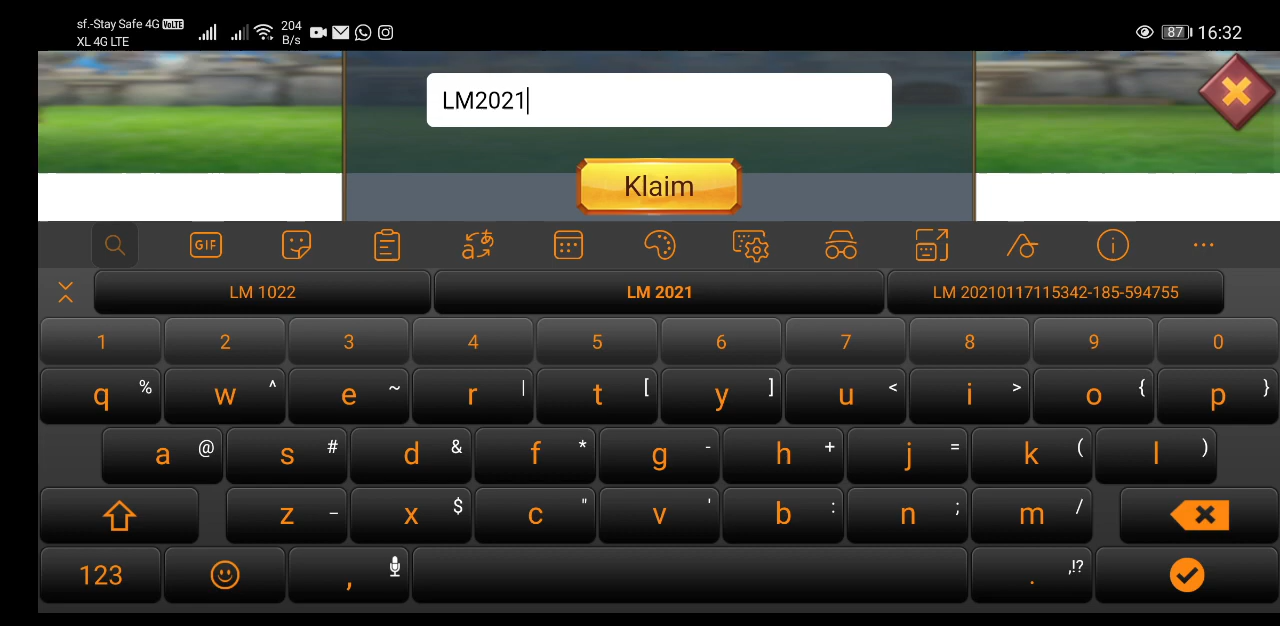 sf.-Stay Safe 4G VoLTE
XL 4G LTE
204
B/s
87
16:32
LM2021
Klaim
GIF
LM 1022
LM 2021
LM 20210117115342-185-594755
1 2 3 4 5 6 7 8 9 0
q % w ^ e ~ r | t [ y ] u < i > o { p }
a @ s # d & f * g - h + j = k ( l )
z _ x $ c " v ' b : n ; m /
123 , . ,!?